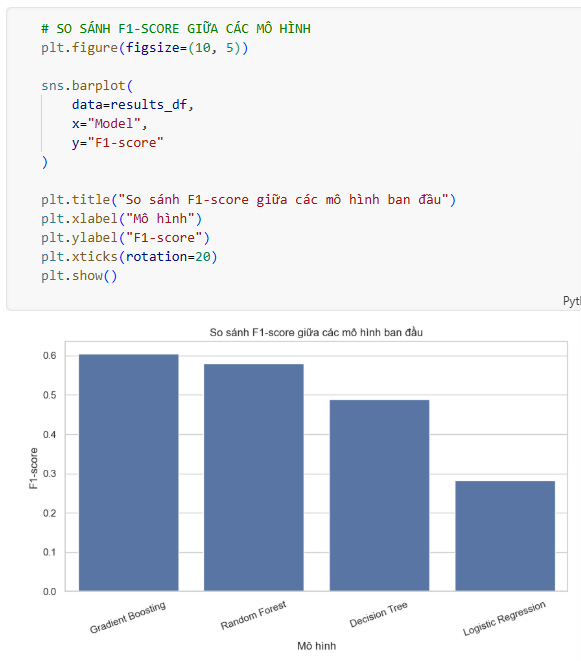 # SO SÁNH F1-SCORE GIỮA CÁC MÔ HÌNH
plt.figure(figsize=(10, 5))
sns.barplot(
data=results_df,
x="Model",
y="F1-score"
)
plt.title("So sánh F1-score giữa các mô hình ban đầu")
plt.xlabel("Mô hình")
plt.ylabel("F1-score")
plt.xticks(rotation=20)
plt.show()
Pyt
So sánh F1-score giữa các mô hình ban đầu
F1-score
0.6
0.5
0.4
0.3
0.2
0.1
0.0
Gradient Boosting
Random Forest
Decision Tree
Logistic Regression
Mô hình